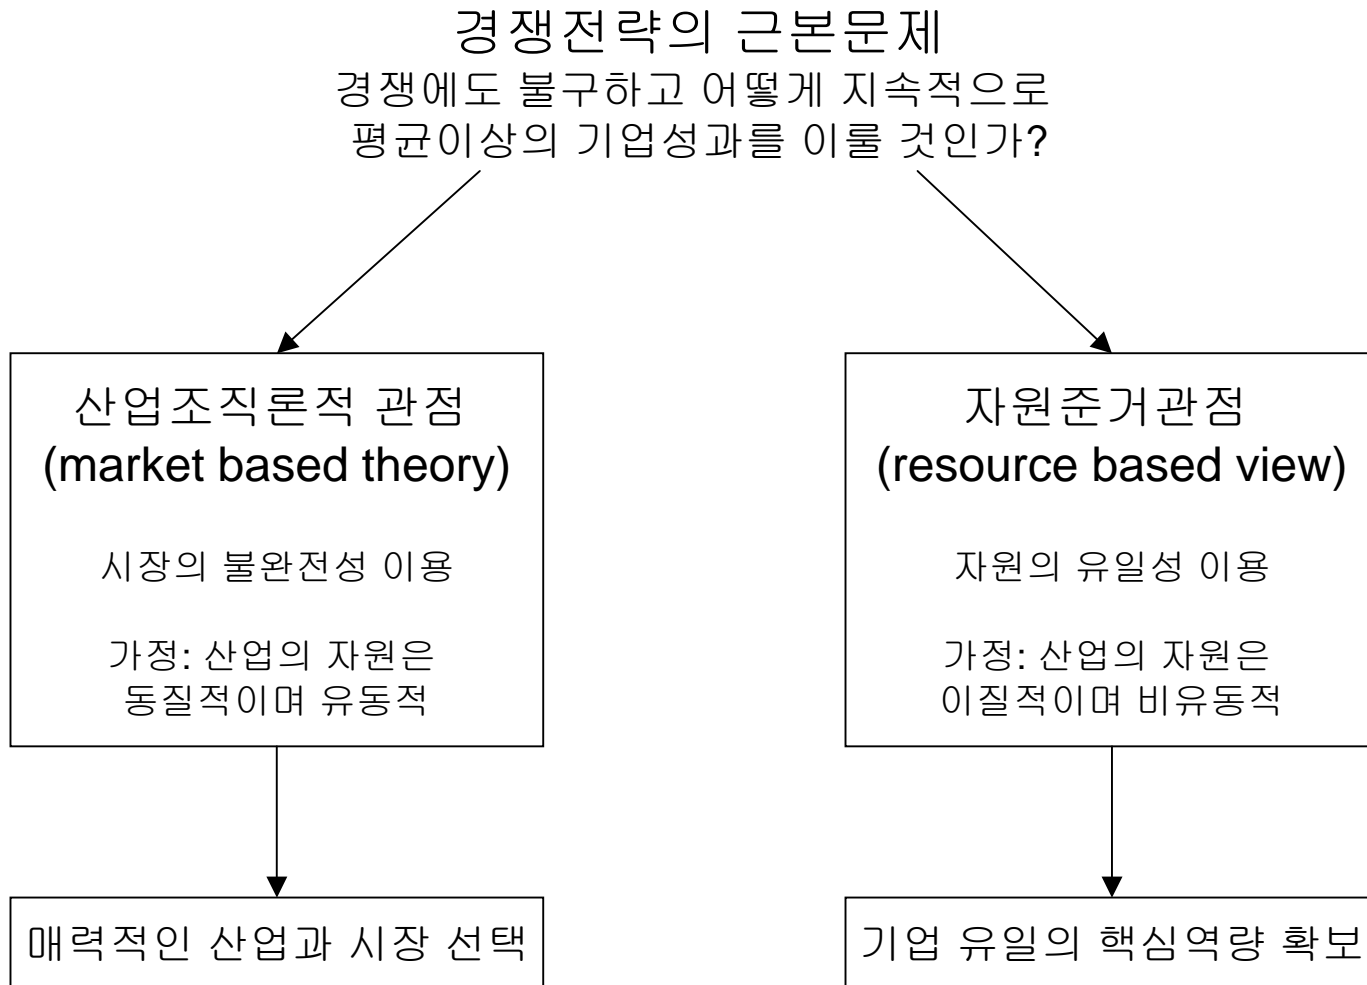 경쟁전략의 근본문제
경쟁에도 불구하고 어떻게 지속적으로
평균이상의 기업성과를 이룰 것인가?
산업조직론적 관점
(market based theory)
시장의 불완전성 이용
가정: 산업의 자원은
동질적이며 유동적
매력적인 산업과 시장 선택
자원준거관점
(resource based view)
자원의 유일성 이용
가정: 산업의 자원은
이질적이며 비유동적
기업 유일의 핵심역량 확보